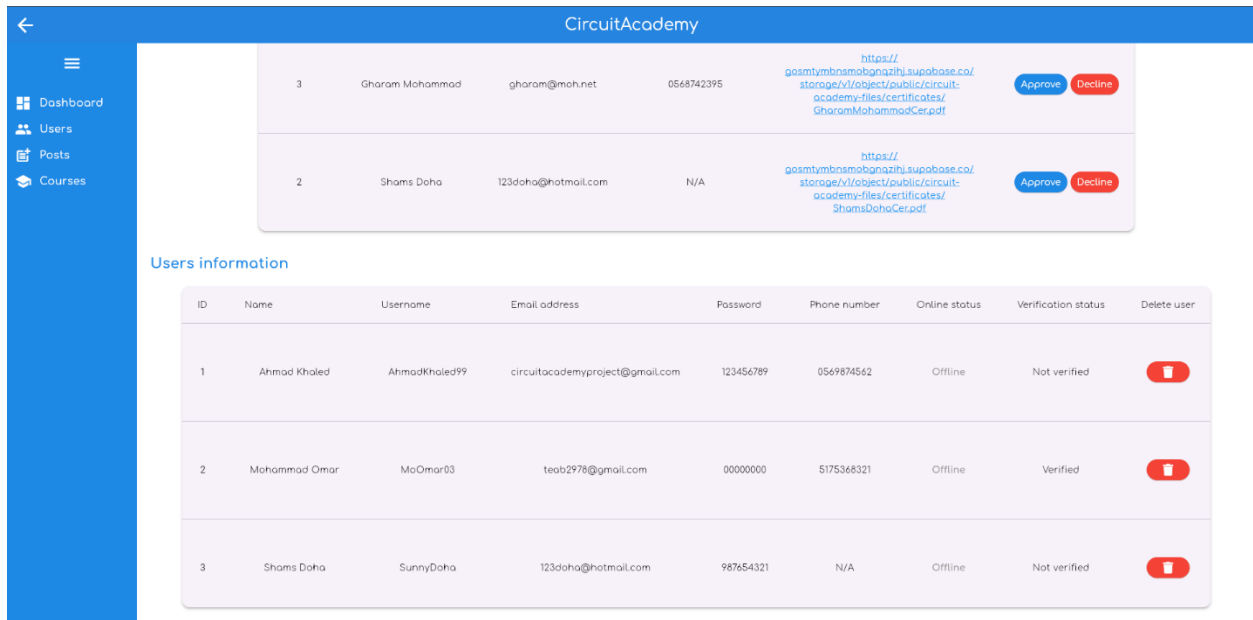 CircuitAcademy
Dashboard
Users
Posts
Courses
3 Gharam Mohammad gharam@moh.net 0568742395 https:// Approve Decline
gosmtymbnsmobgnqzihj.supabase.co/
storage/v1/object/public/circuit-
academy-files/certificates/
GharamMohammadCer.pdf
2 Shams Doha 123doha@hotmail.com N/A https:// Approve Decline
gosmtymbnsmobgnqzihj.supabase.co/
storage/v1/object/public/circuit-
academy-files/certificates/
ShamsDohaCer.pdf
Users information
ID Name Username Email address Password Phone number Online status Verification status Delete user
1 Ahmad Khaled AhmadKhaled99 circuitacademyproject@gmail.com 123456789 0569874562 Offline Not verified
2 Mohammad Omar MoOmar03 teab2978@gmail.com 00000000 5175368321 Offline Verified
3 Shams Doha SunnyDoha 123doha@hotmail.com 987654321 N/A Offline Not verified